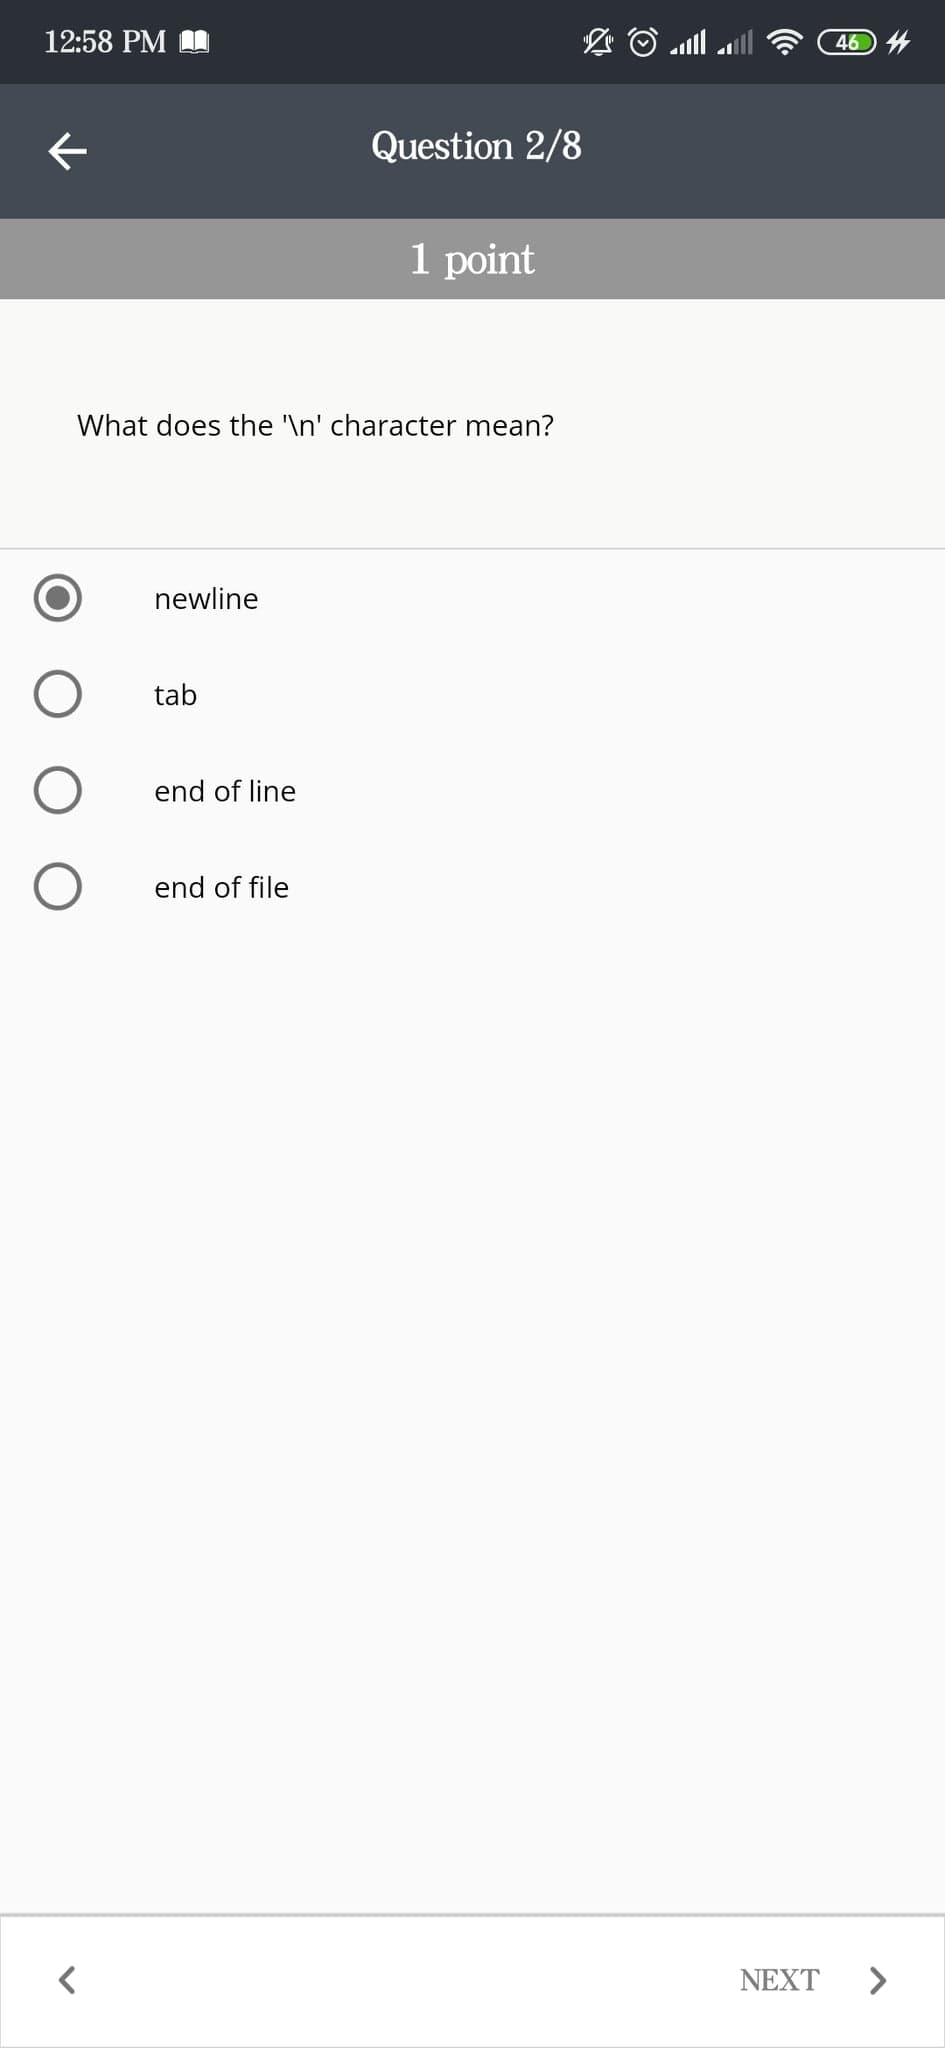 12:58 PM
46
Question 2/8
1 point
What does the '\n' character mean?
newline
tab
end of line
end of file
NEXT